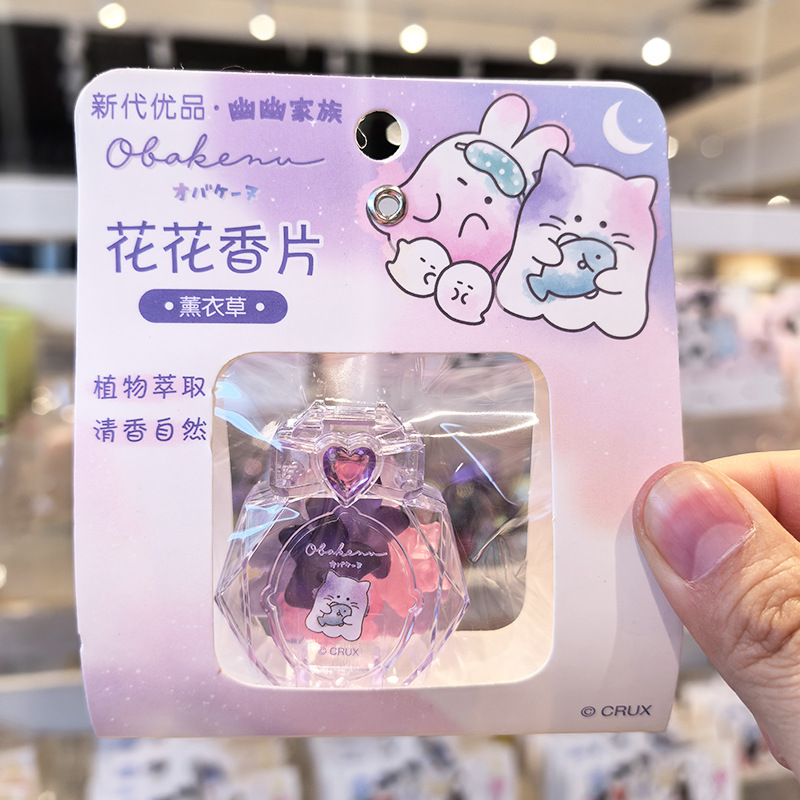 新代优品·幽幽家族
Obakenu
オバケーヌ
花花香片
•薰衣草•
植物萃取
清香自然
Obakenu
オバケーヌ
© CRUX
© CRUX